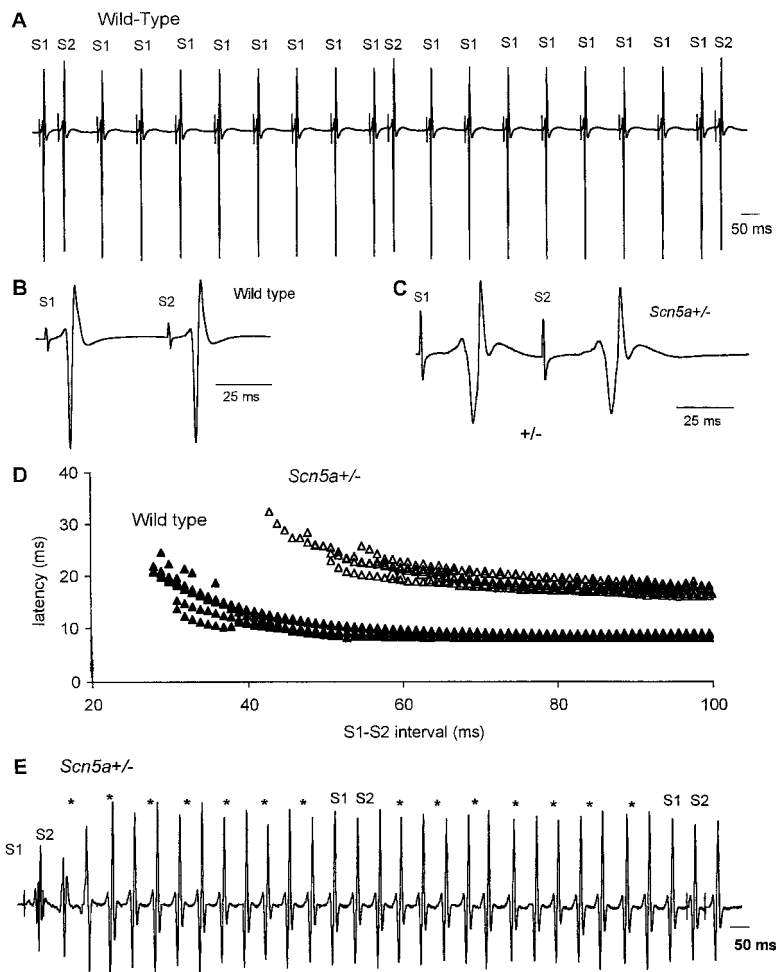 A Wild-Type
S1 S2 S1 S1 S1 S1 S1 S1 S1 S1 S2 S1 S1 S1 S1 S1 S1 S1 S1 S2
50 ms
B
S1 S2 Wild type
25 ms
C
S1 S2 Scn5a+/-
25 ms
+/-
D
Scn5a+/-
Wild type
latency (ms)
40
30
20
10
0
20 40 60 80 100
S1-S2 interval (ms)
E Scn5a+/-
* * * * * * * S1 S2 * * * * * * * S1 S2
S1 S2
50 ms